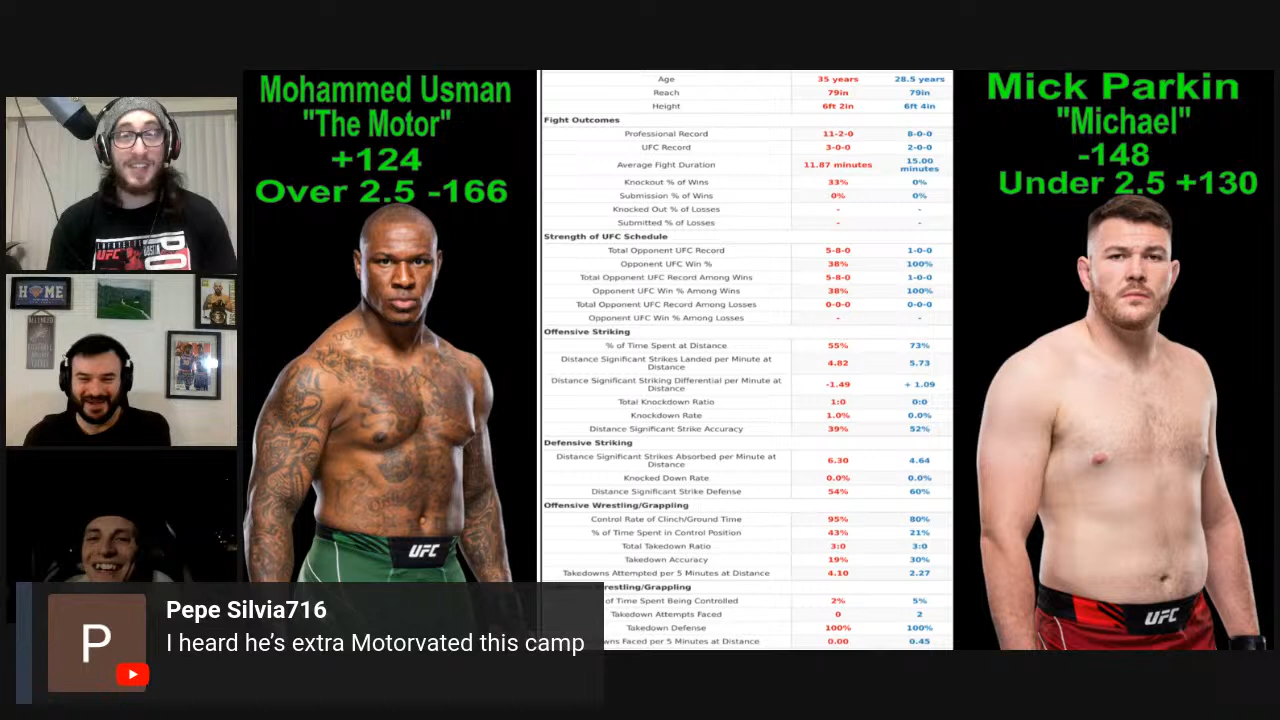 Mohammed Usman
"The Motor"
+124
Over 2.5 -166
Age 35 years 28.5 years
Reach 79in 79in
Height 6ft 2in 6ft 4in
Fight Outcomes
Professional Record 11-2-0 8-0-0
UFC Record 3-0-0 2-0-0
Average Fight Duration 11.87 minutes 15.00 minutes
Knockout % of Wins 33% 0%
Submission % of Wins 0% 0%
Knocked Out % of Losses - -
Submitted % of Losses - -
Strength of UFC Schedule
Total Opponent UFC Record 5-8-0 1-0-0
Opponent UFC Win % 38% 100%
Total Opponent UFC Record Among Wins 5-8-0 1-0-0
Opponent UFC Win % Among Wins 38% 100%
Total Opponent UFC Record Among Losses 0-0-0 0-0-0
Opponent UFC Win % Among Losses - -
Offensive Striking
% of Time Spent at Distance 55% 73%
Distance Significant Strikes Landed per Minute at Distance 4.82 5.73
Distance Significant Striking Differential per Minute at Distance -1.49 + 1.09
Total Knockdown Ratio 1:0 0:0
Knockdown Rate 1.0% 0.0%
Distance Significant Strike Accuracy 39% 52%
Defensive Striking
Distance Significant Strikes Absorbed per Minute at Distance 6.30 4.64
Knocked Down Rate 0.0% 0.0%
Distance Significant Strike Defense 54% 60%
Offensive Wrestling/Grappling
Control Rate of Clinch/Ground Time 95% 80%
% of Time Spent in Control Position 43% 21%
Total Takedown Ratio 3:0 3:0
Takedown Accuracy 19% 30%
Takedowns Attempted per 5 Minutes at Distance 4.10 2.27
Wrestling/Grappling
of Time Spent Being Controlled 2% 5%
Takedown Attempts Faced 0 2
Takedown Defense 100% 100%
Faced per 5 Minutes at Distance 0.00 0.45
Mick Parkin
"Michael"
-148
Under 2.5 +130
UFC
UFC
UFC
BOSTON
HOME
P
Pepe Silvia716
I heard he's extra Motorvated this camp